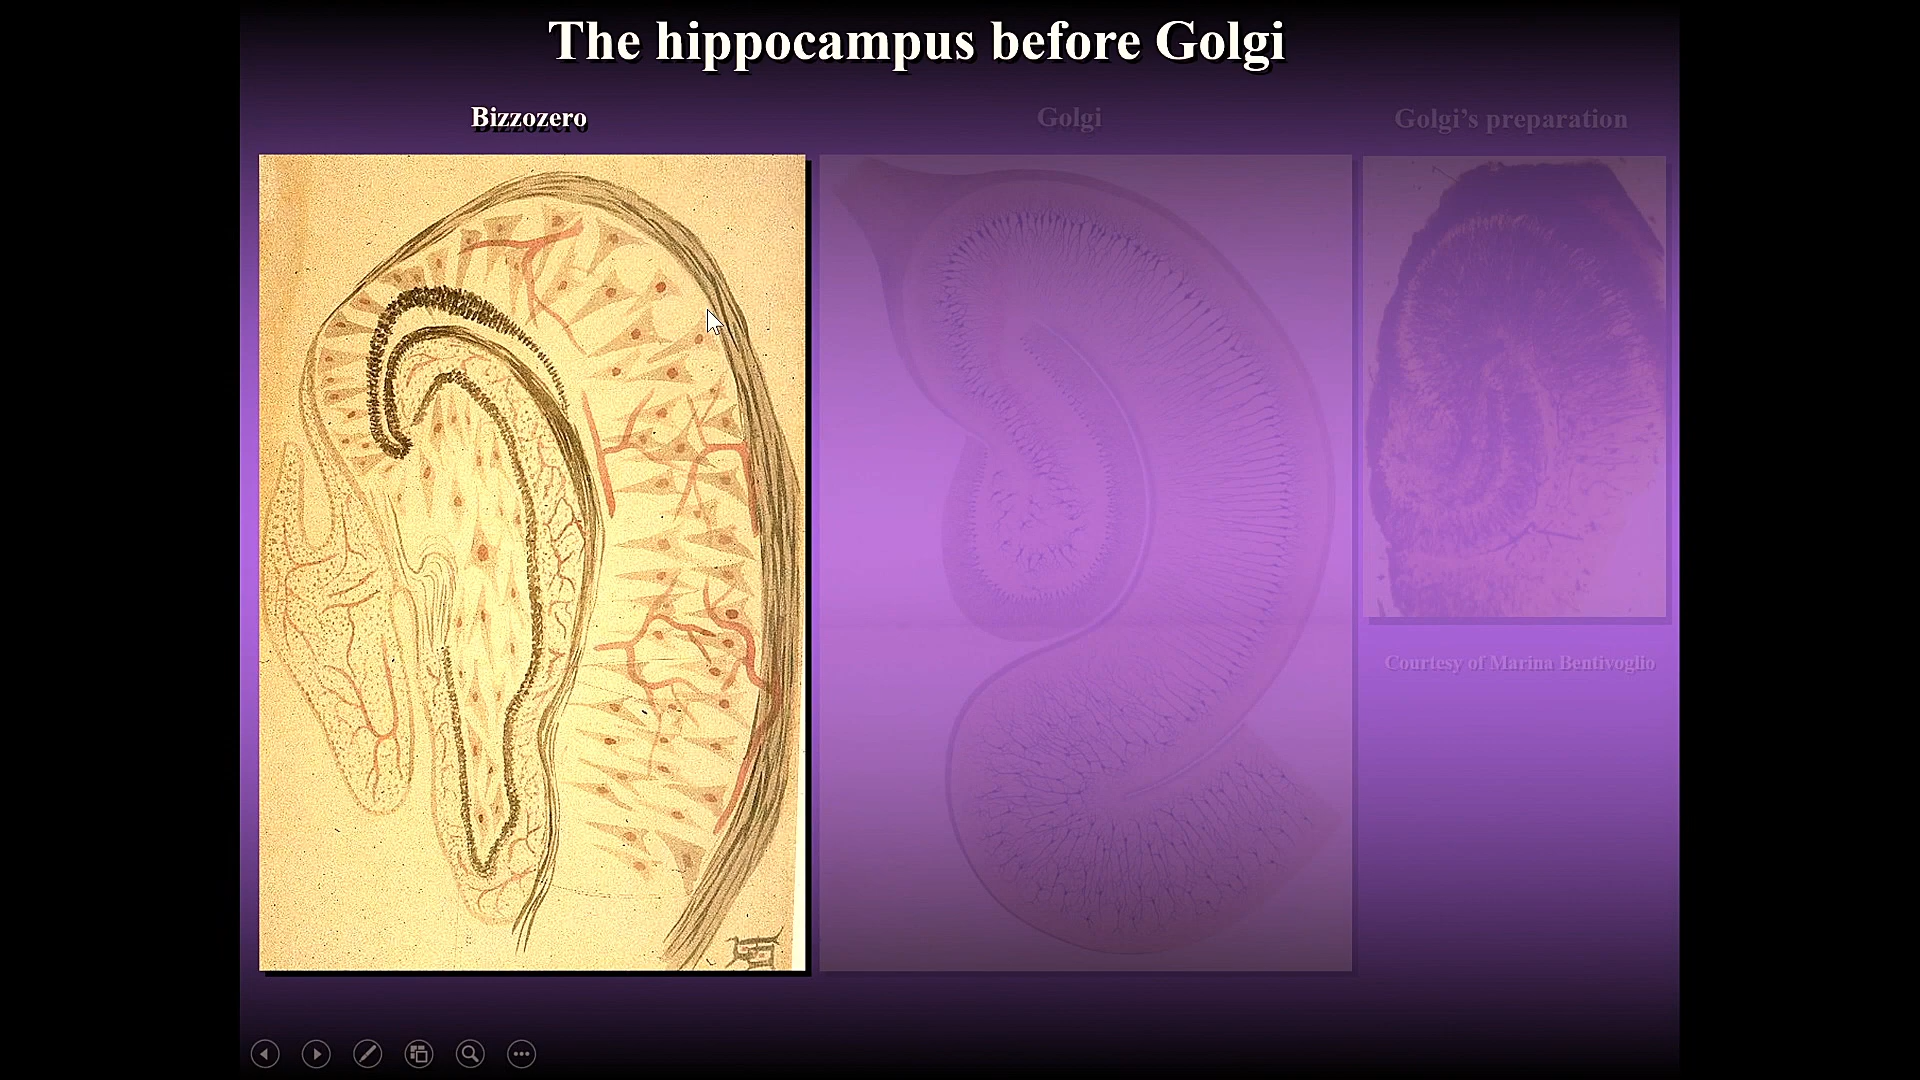 The hippocampus before Golgi
Bizzozero
Golgi
Golgi’s preparation
Courtesy of Marina Bentivoglio